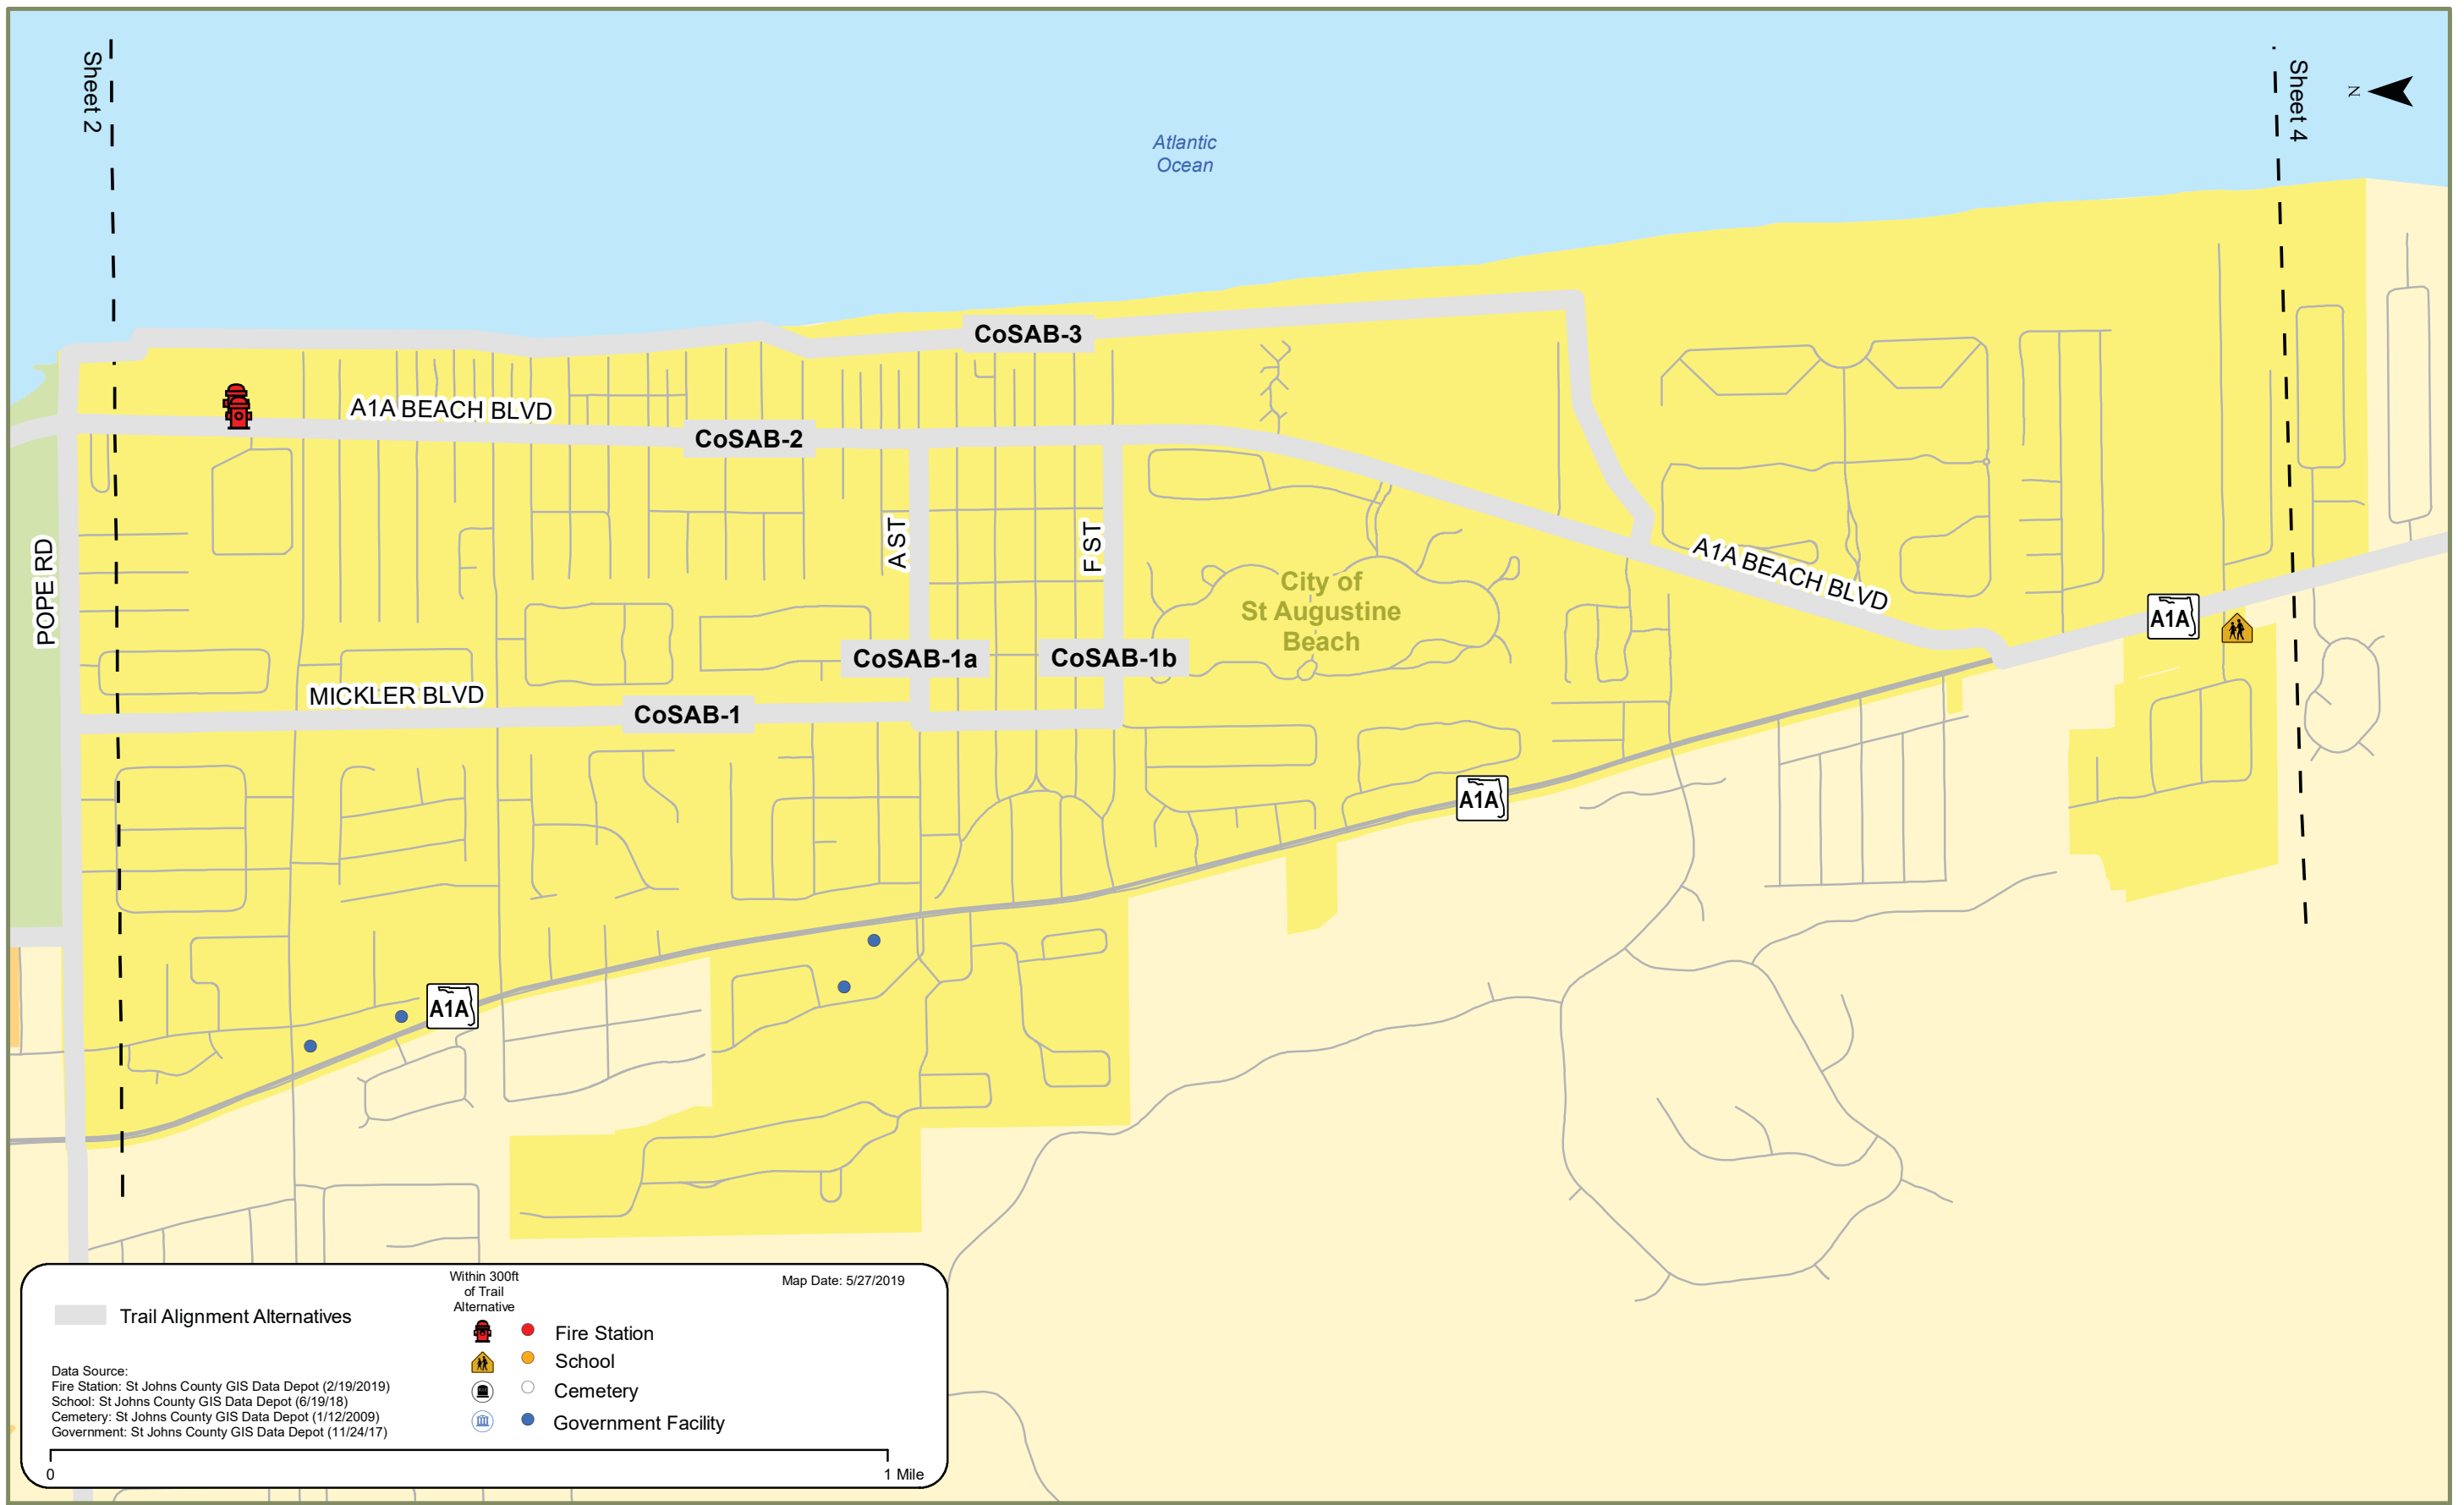 Sheet 2
Sheet 4
N
Atlantic
Ocean
CoSAB-3
A1A BEACH BLVD
CoSAB-2
POPE RD
A ST
F ST
City of
St Augustine
Beach
A1A BEACH BLVD
A1A
CoSAB-1a
CoSAB-1b
MICKLER BLVD
CoSAB-1
A1A
A1A
Within 300ft
of Trail
Alternative
Map Date: 5/27/2019
Trail Alignment Alternatives
Fire Station
School
Cemetery
Government Facility
Data Source:
Fire Station: St Johns County GIS Data Depot (2/19/2019)
School: St Johns County GIS Data Depot (6/19/18)
Cemetery: St Johns County GIS Data Depot (1/12/2009)
Government: St Johns County GIS Data Depot (11/24/17)
0
1 Mile